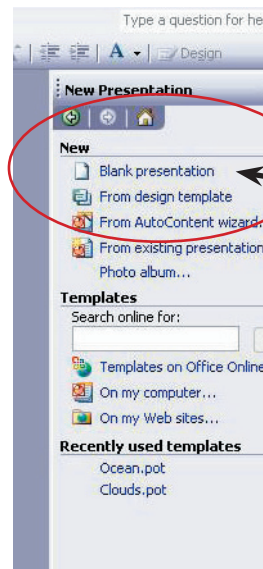 Type a question for he
A
Design
New Presentation
New
Blank presentation
From design template
From AutoContent wizard.
From existing presentation
Photo album...
Templates
Search online for:
Templates on Office Online
On my computer...
On my Web sites...
Recently used templates
Ocean.pot
Clouds.pot